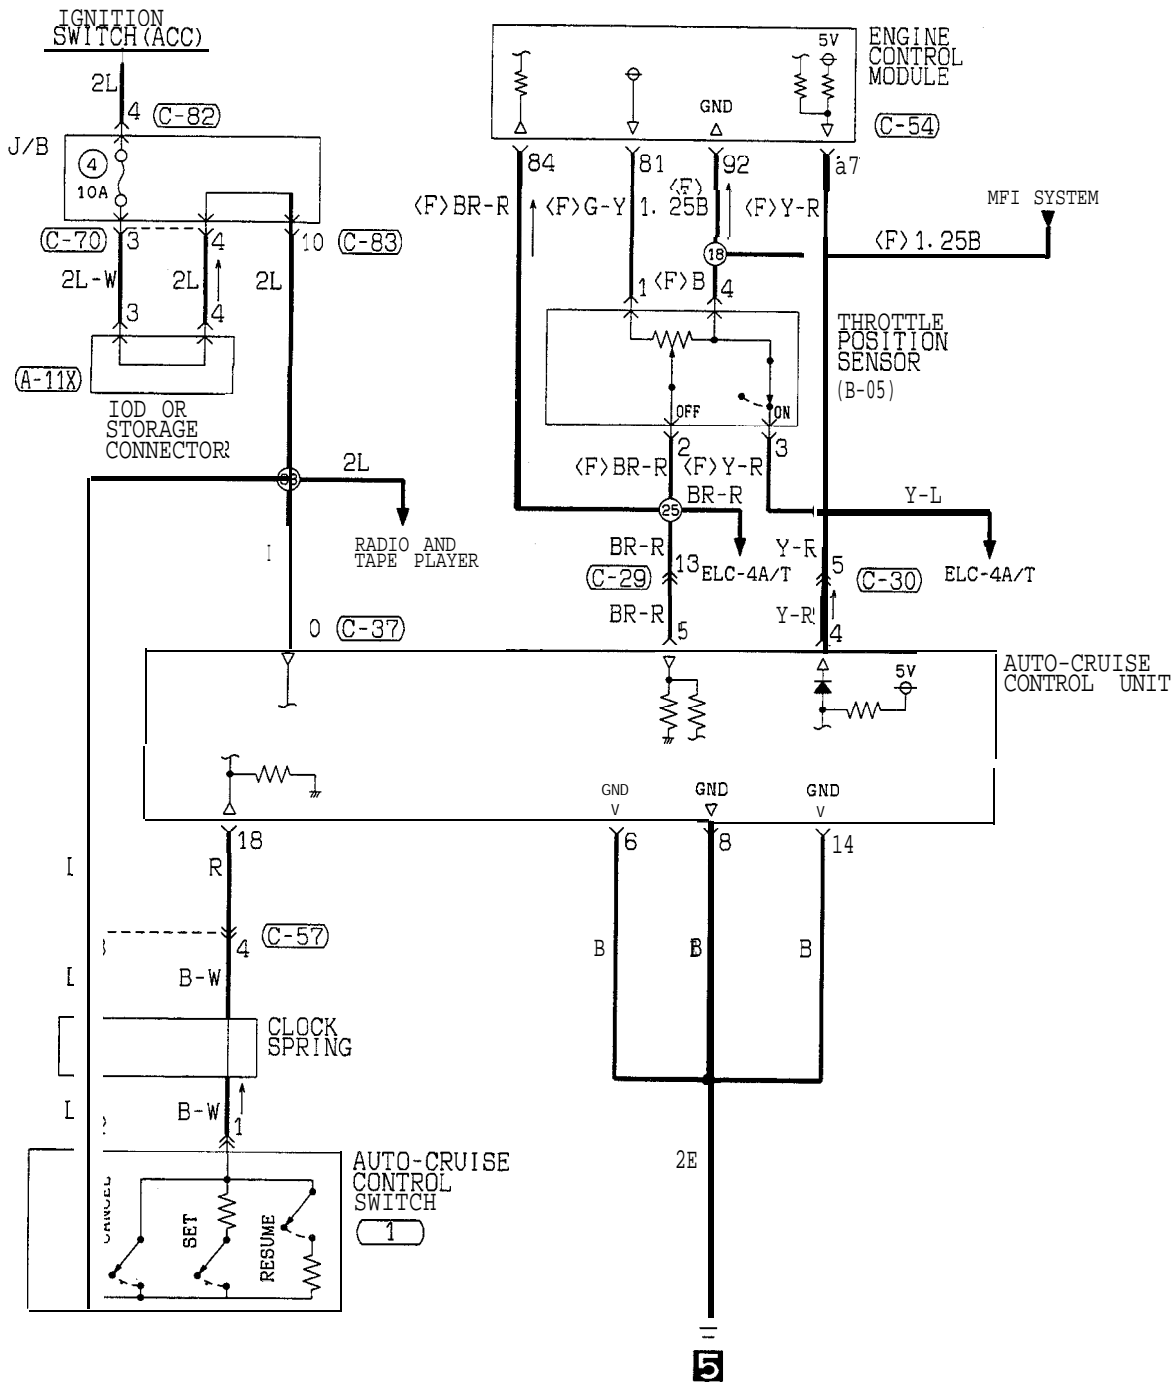 IGNITION
SWITCH(ACC)
2L
4
C-82
J/B
4
10A
C-70
3
4
10
C-83
2L-W
2L
2L
3
4
A-11X
IOD OR
STORAGE
CONNECTOR
2L
RADIO AND
TAPE PLAYER
5V
ENGINE
CONTROL
MODULE
GND
C-54
84
81
92
a7
<F>BR-R
<F>G-Y
<F>
1.25B
<F>Y-R
MFI SYSTEM
<F>1.25B
18
1
<F>B
4
THROTTLE
POSITION
SENSOR
(B-05)
OFF
ON
2
3
<F>BR-R
<F>Y-R
25
BR-R
Y-L
BR-R
13
C-29
ELC-4A/T
Y-R
5
C-30
ELC-4A/T
BR-R
5
Y-R
4
0
C-37
AUTO-CRUISE
CONTROL UNIT
5V
GND
GND
GND
18
6
8
14
R
C-57
4
B
B
B
B-W
CLOCK
SPRING
B-W
1
AUTO-CRUISE
CONTROL
SWITCH
1
SET
RESUME
2E
5